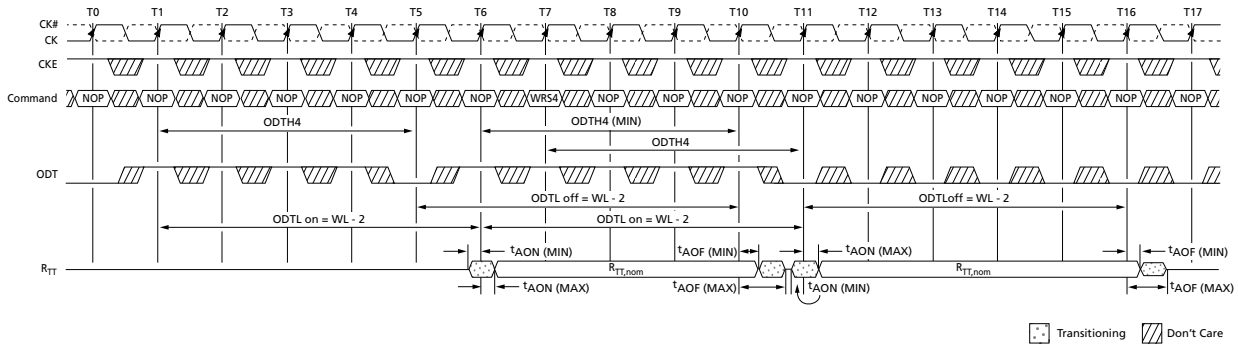 T0 T1 T2 T3 T4 T5 T6 T7 T8 T9 T10 T11 T12 T13 T14 T15 T16 T17
CK#
CK
CKE
Command NOP NOP NOP NOP NOP NOP NOP WRS4 NOP NOP NOP NOP NOP NOP NOP NOP NOP NOP
ODTH4 ODTH4 (MIN)
ODTH4
ODT
ODTL off = WL - 2 ODTLoff = WL - 2
ODTL on = WL - 2 ODTL on = WL - 2
tAON (MIN) tAOF (MIN) tAON (MAX) tAOF (MIN)
RTT RTT,nom RTT,nom
tAON (MAX) tAOF (MAX) tAON (MIN) tAOF (MAX)
Transitioning Don't Care